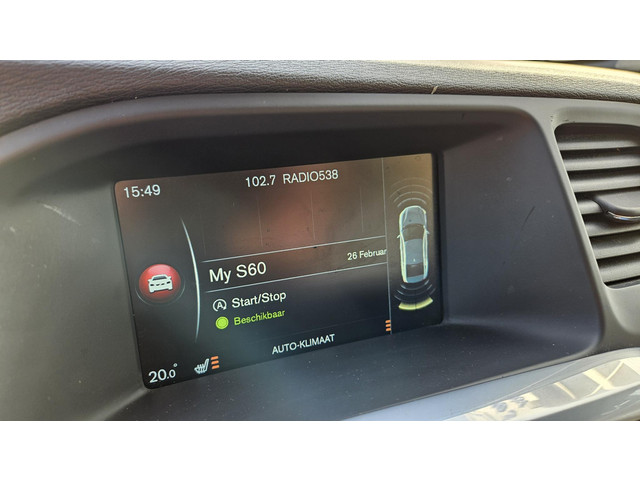 15:49
102.7 RADIO538
My S60
26 Februar
Start/Stop
Beschikbaar
AUTO-KLIMAAT
20.0°